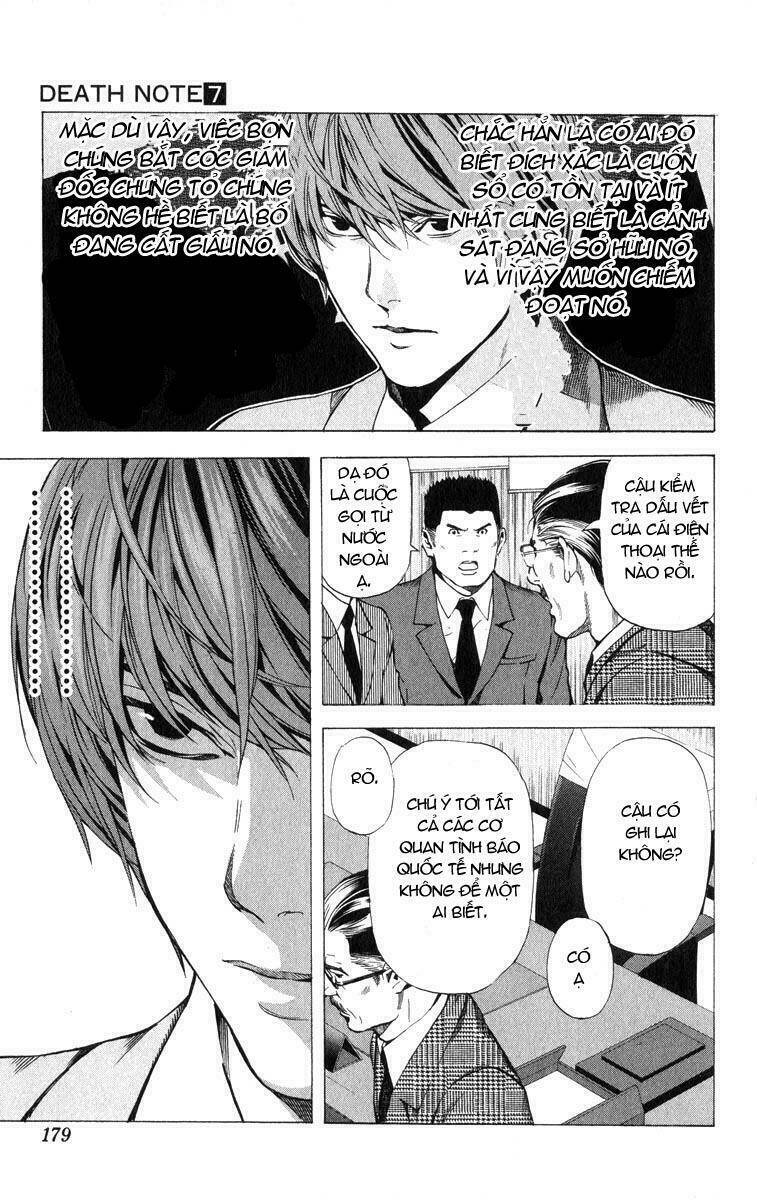 DEATH NOTE 7
CHẮC HẲN LÀ CÓ AI ĐÓ
BIẾT ĐÍCH XÁC LÀ CUỐN
SỔ CÓ TỒN TẠI VÀ ÍT
NHẤT CŨNG BIẾT LÀ CẢNH
SÁT ĐANG SỞ HỮU NÓ,
VÀ VÌ VẬY MUỐN CHIẾM
ĐOẠT NÓ.
MẶC DÙ VẬY, VIỆC BỌN
CHÚNG BẮT CÓC GIÁM
ĐỐC CHỨNG TỎ CHÚNG
KHÔNG HỀ BIẾT LÀ BỐ
ĐANG CẤT GIẤU NÓ.
CẬU KIỂM
TRA DẤU VẾT
CỦA CÁI ĐIỆN
THOẠI THẾ
NÀO RỒI.
DẠ ĐÓ
LÀ CUỘC
GỌI TỪ
NƯỚC
NGOÀI
Ạ.
CẬU CÓ
GHI LẠI
KHÔNG?
CÓ
Ạ
CHÚ Ý TỚI TẤT
CẢ CÁC CƠ
QUAN TÌNH BÁO
QUỐC TẾ NHƯNG
KHÔNG ĐỂ MỘT
AI BIẾT.
RÕ.
179